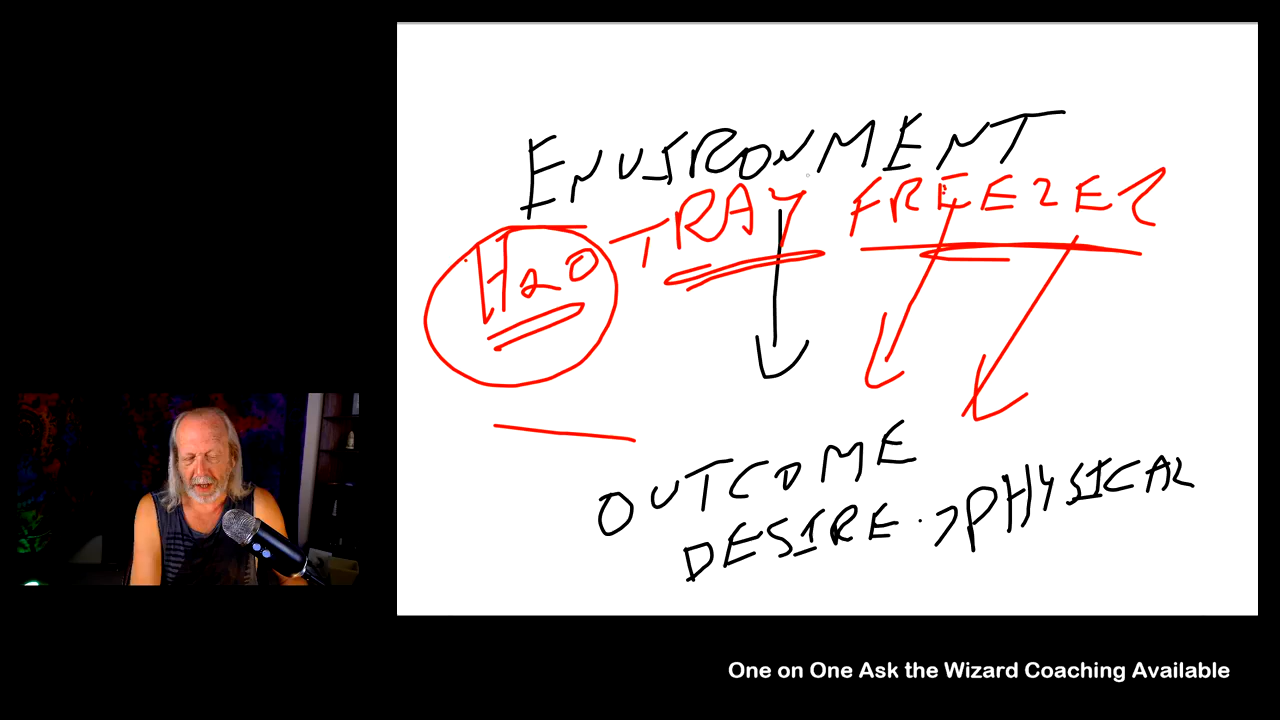 ENVIRONMENT
TRAY FREEZER
H2O
OUTCOME
DESIRE -> PHYSICAL
One on One Ask the Wizard Coaching Available